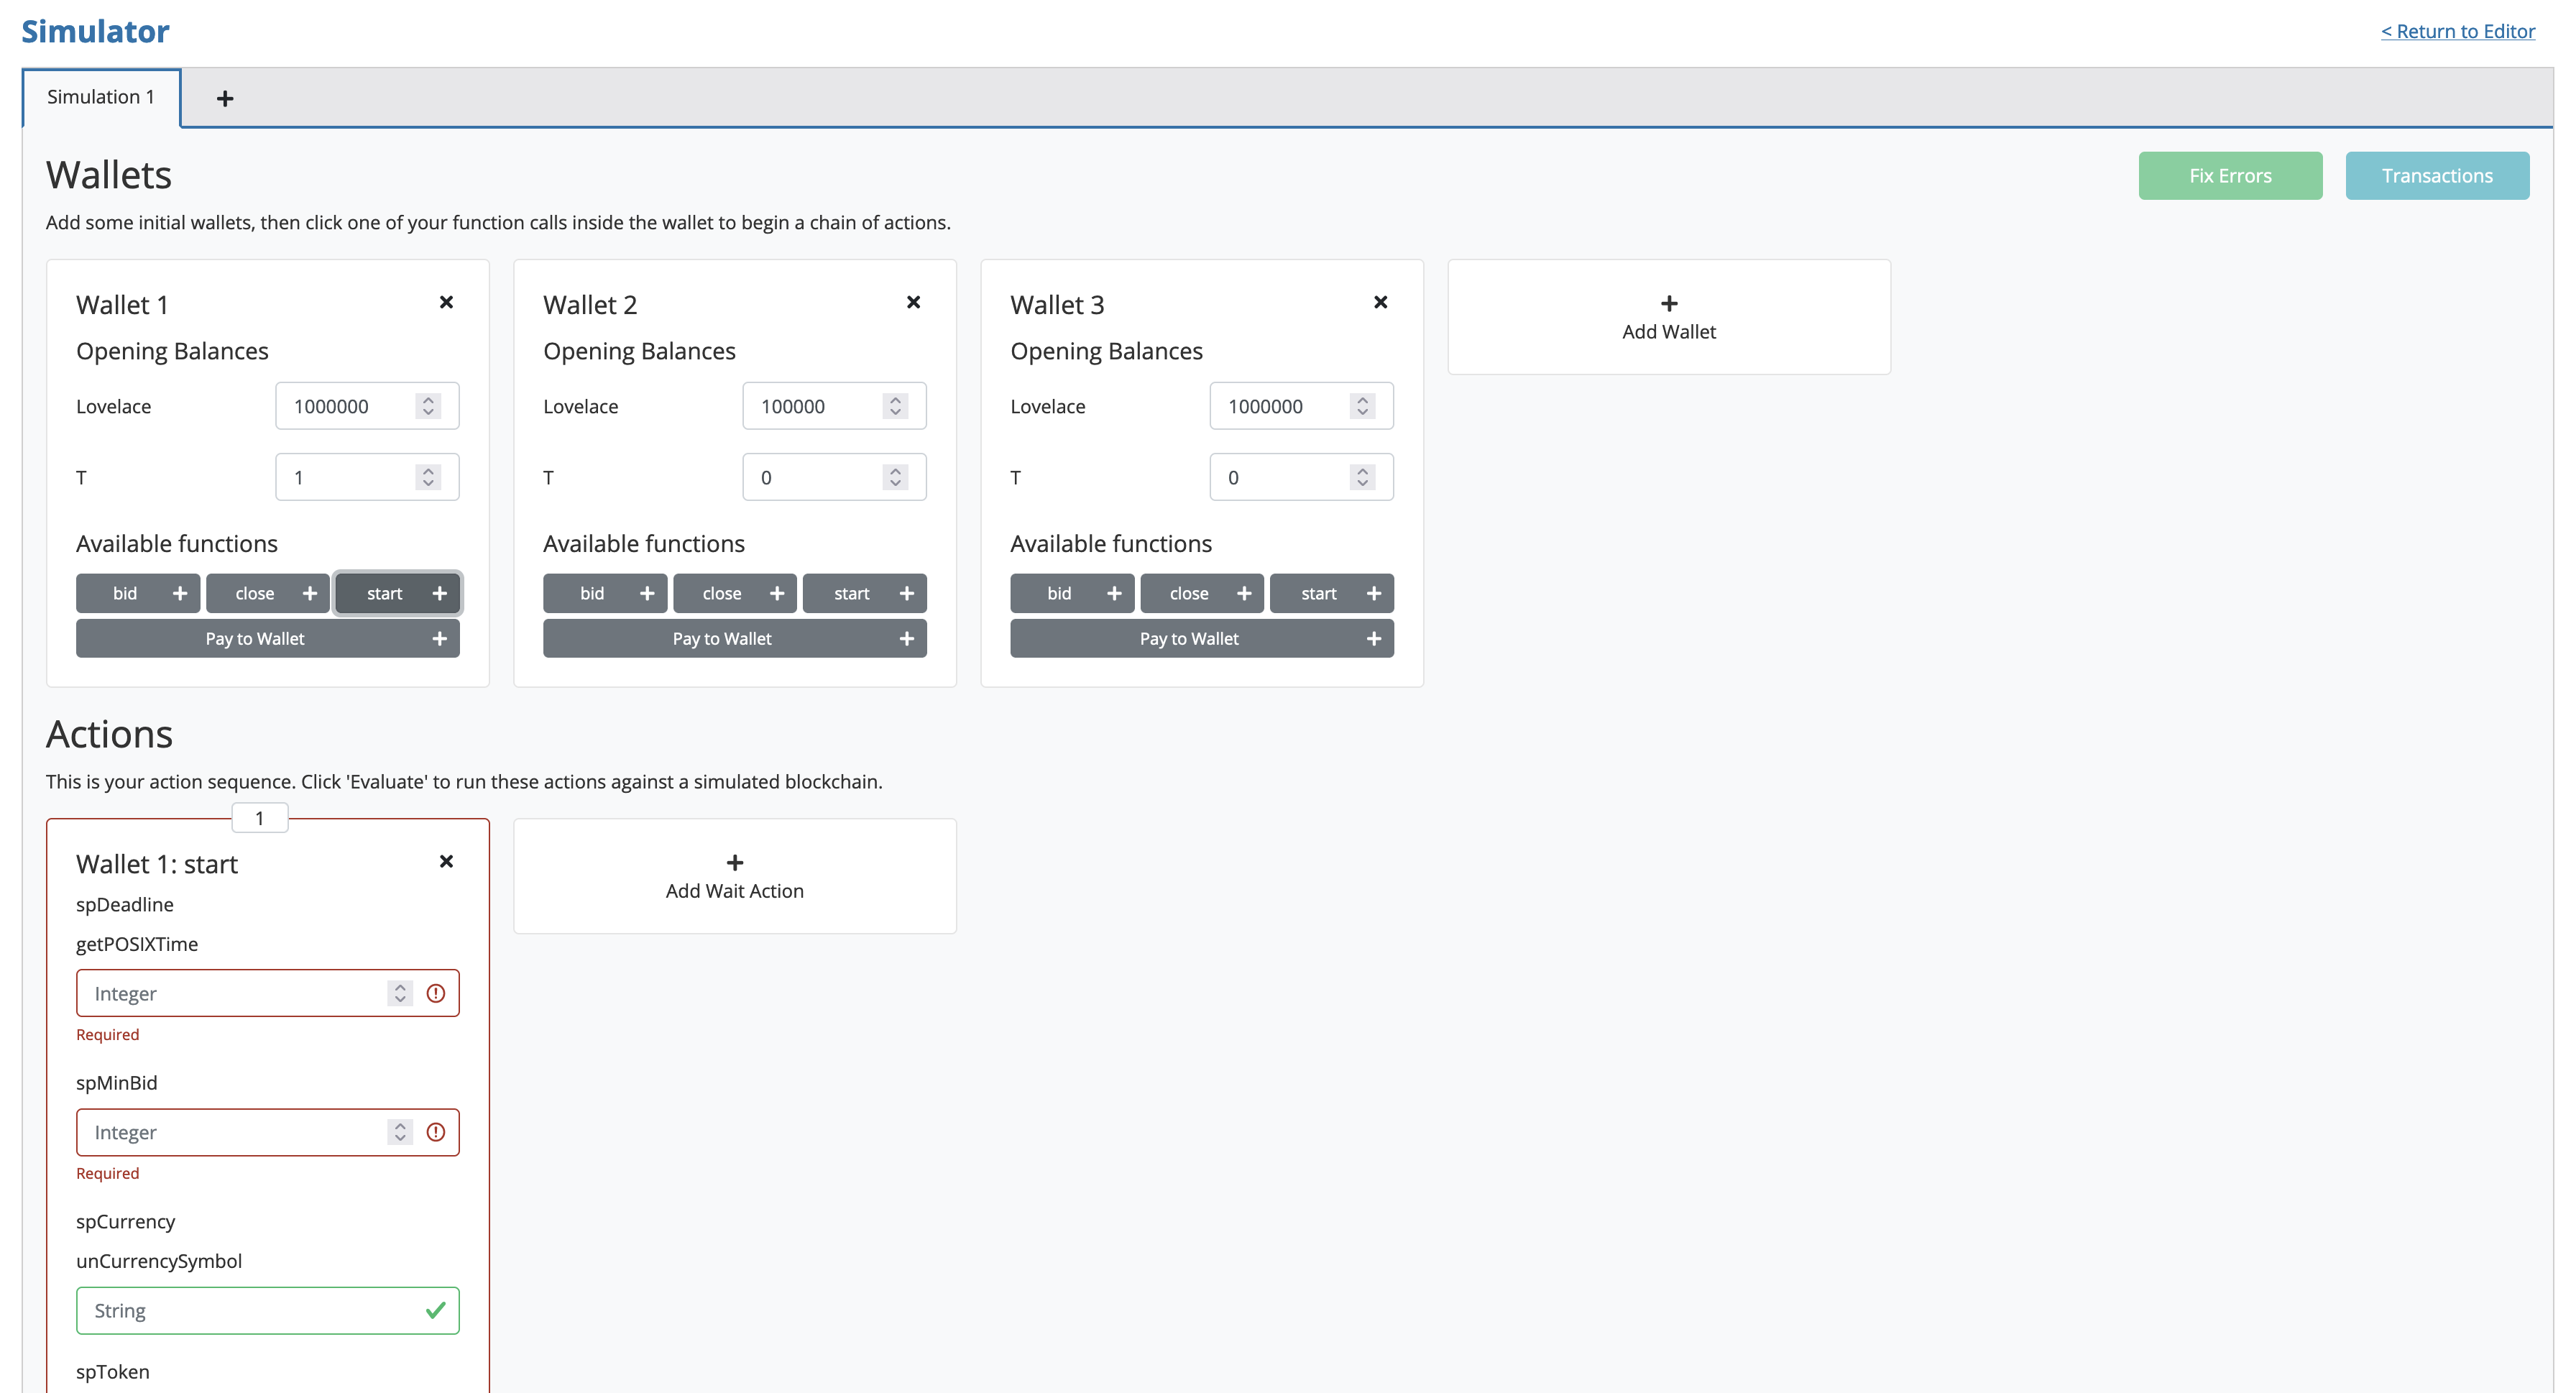 Simulator
< Return to Editor
Simulation 1
Wallets
Fix Errors
Transactions
Add some initial wallets, then click one of your function calls inside the wallet to begin a chain of actions.
Wallet 1
Opening Balances
Lovelace
1000000
T
1
Available functions
bid
close
start
Pay to Wallet
Wallet 2
Opening Balances
Lovelace
100000
T
0
Available functions
bid
close
start
Pay to Wallet
Wallet 3
Opening Balances
Lovelace
1000000
T
0
Available functions
bid
close
start
Pay to Wallet
Add Wallet
Actions
This is your action sequence. Click 'Evaluate' to run these actions against a simulated blockchain.
1
Wallet 1: start
spDeadline
getPOSIXTime
Integer
Required
spMinBid
Integer
Required
spCurrency
unCurrencySymbol
String
spToken
Add Wait Action